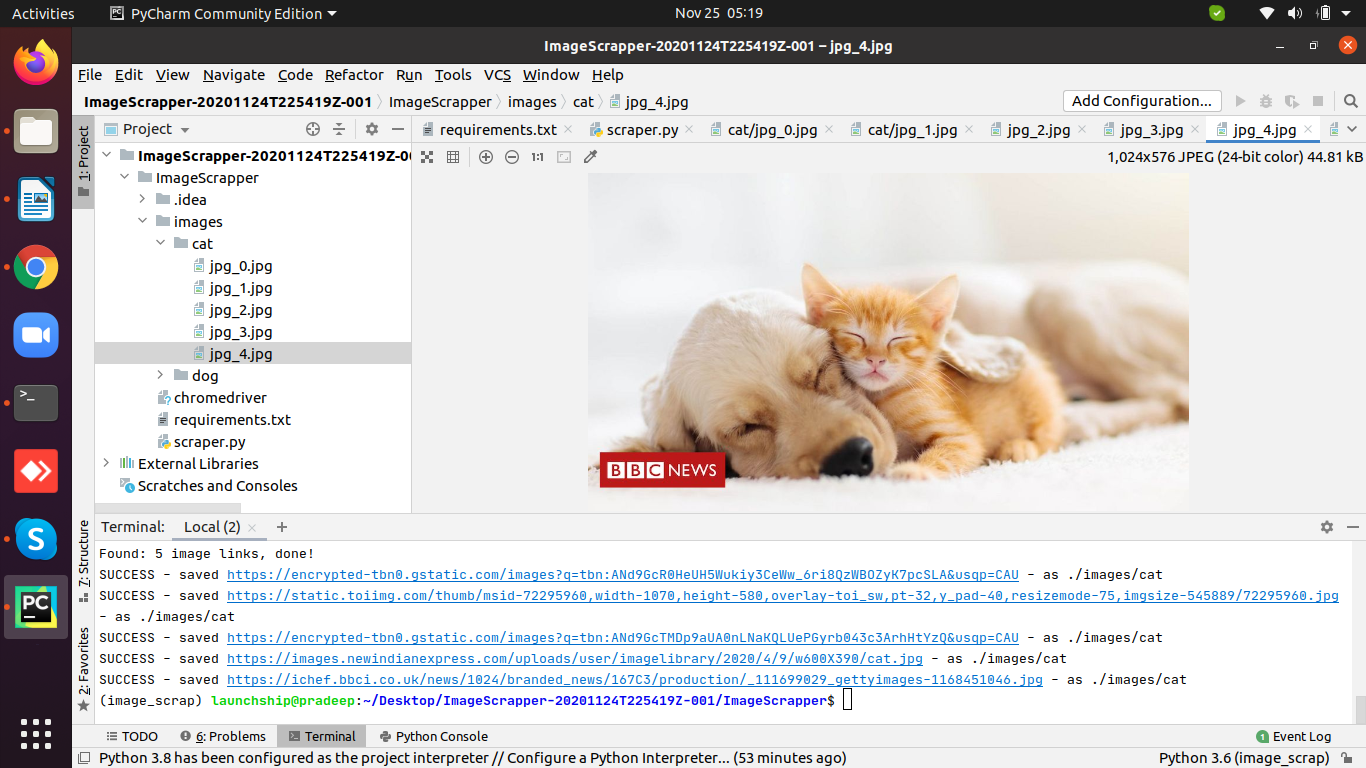 Activities
PyCharm Community Edition
Nov 25 05:19
ImageScrapper-20201124T225419Z-001 – jpg_4.jpg
File Edit View Navigate Code Refactor Run Tools VCS Window Help
ImageScrapper-20201124T225419Z-001 ImageScrapper images cat jpg_4.jpg
Add Configuration...
1: Project
Project
requirements.txt scraper.py cat/jpg_0.jpg cat/jpg_1.jpg jpg_2.jpg jpg_3.jpg jpg_4.jpg
1:1
1,024x576 JPEG (24-bit color) 44.81 kB
ImageScrapper-20201124T225419Z-0
ImageScrapper
.idea
images
cat
jpg_0.jpg
jpg_1.jpg
jpg_2.jpg
jpg_3.jpg
jpg_4.jpg
dog
chromedriver
requirements.txt
scraper.py
External Libraries
Scratches and Consoles
BBC NEWS
7: Structure
2: Favorites
Terminal: Local (2)
Found: 5 image links, done!
SUCCESS - saved https://encrypted-tbn0.gstatic.com/images?q=tbn:ANd9GcR0HeUH5Wukiy3CeWw_6ri8QzWBOZyK7pcSLA&usqp=CAU - as ./images/cat
SUCCESS - saved https://static.toiimg.com/thumb/msid-72295960,width-1070,height-580,overlay-toi_sw,pt-32,y_pad-40,resizemode-75,imgsize-545889/72295960.jpg
- as ./images/cat
SUCCESS - saved https://encrypted-tbn0.gstatic.com/images?q=tbn:ANd9GcTMDp9aUA0nLNaKQLUePGyrb043c3ArhHtYzQ&usqp=CAU - as ./images/cat
SUCCESS - saved https://images.newindianexpress.com/uploads/user/imagelibrary/2020/4/9/w600X390/cat.jpg - as ./images/cat
SUCCESS - saved https://ichef.bbci.co.uk/news/1024/branded_news/167C3/production/_111699029_gettyimages-1168451046.jpg - as ./images/cat
(image_scrap) launchship@pradeep:~/Desktop/ImageScrapper-20201124T225419Z-001/ImageScrapper$
TODO 6: Problems Terminal Python Console
1 Event Log
Python 3.8 has been configured as the project interpreter // Configure a Python Interpreter... (53 minutes ago)
Python 3.6 (image_scrap)